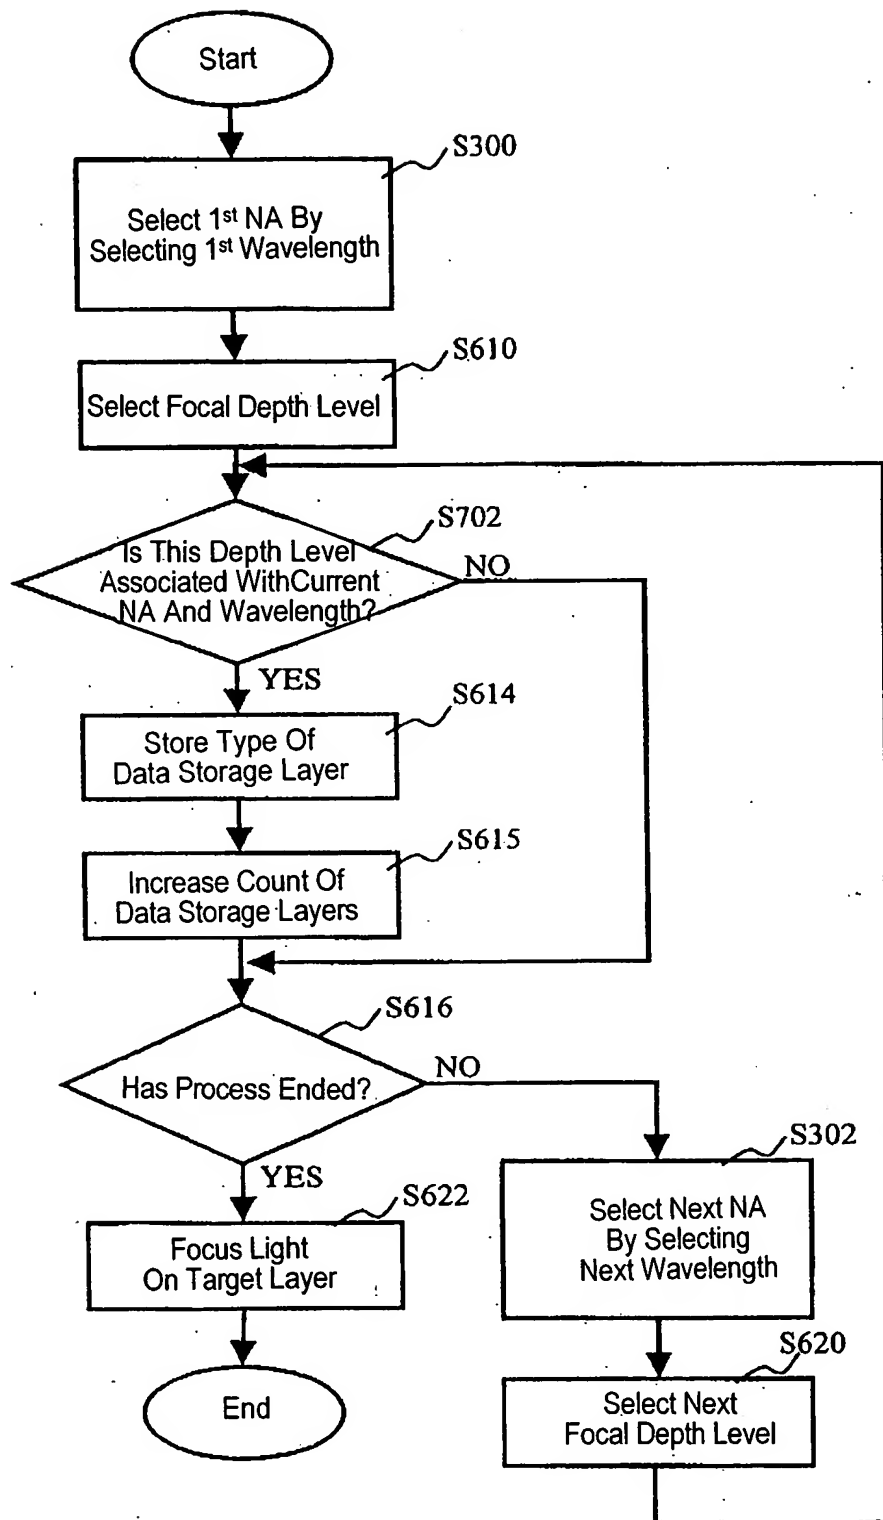 Start
S300
Select 1st NA By
Selecting 1st Wavelength
S610
Select Focal Depth Level
S702
Is This Depth Level
Associated WithCurrent
NA And Wavelength?
NO
YES
S614
Store Type Of
Data Storage Layer
S615
Increase Count Of
Data Storage Layers
S616
Has Process Ended?
NO
YES
S302
Select Next NA
By Selecting
Next Wavelength
S622
Focus Light
On Target Layer
S620
Select Next
Focal Depth Level
End